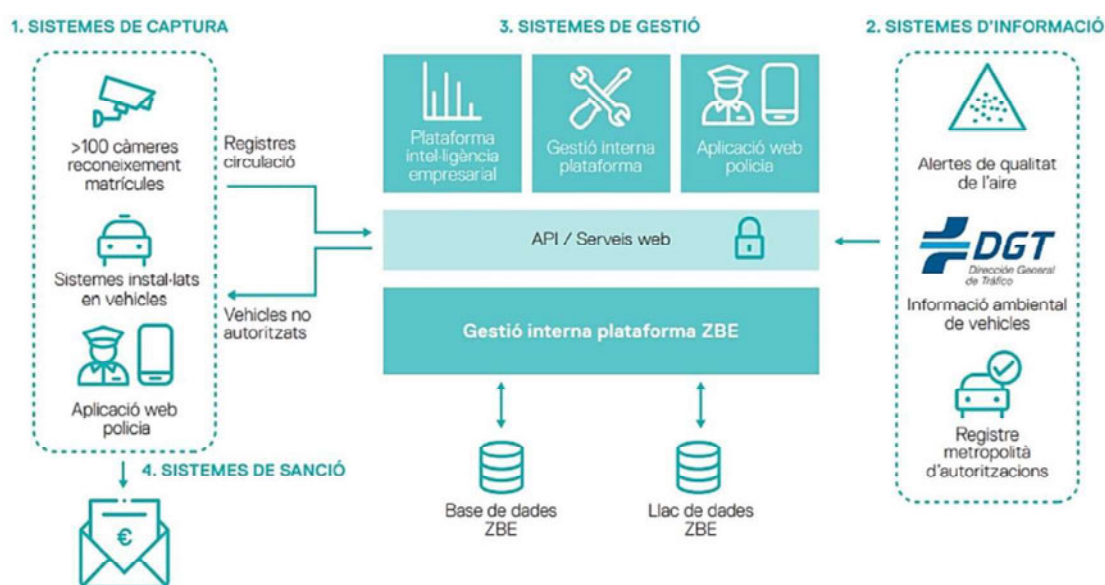 1. SISTEMES DE CAPTURA
>100 càmeres
reconeixement
matrícules
Sistemes instal·lats
en vehicles
Aplicació web
policia
Registres
circulació
Vehicles no
autoritzats
4. SISTEMES DE SANCIÓ
€
3. SISTEMES DE GESTIÓ
Plataforma
intel·ligència
empresarial
Gestió interna
plataforma
Aplicació web
policia
API / Serveis web
Gestió interna plataforma ZBE
Base de dades
ZBE
Llac de dades
ZBE
2. SISTEMES D'INFORMACIÓ
Alertes de qualitat
de l'aire
DGT
Dirección General
de Tráfico
Informació ambiental
de vehicles
Registre
metropolità
d'autoritzacions